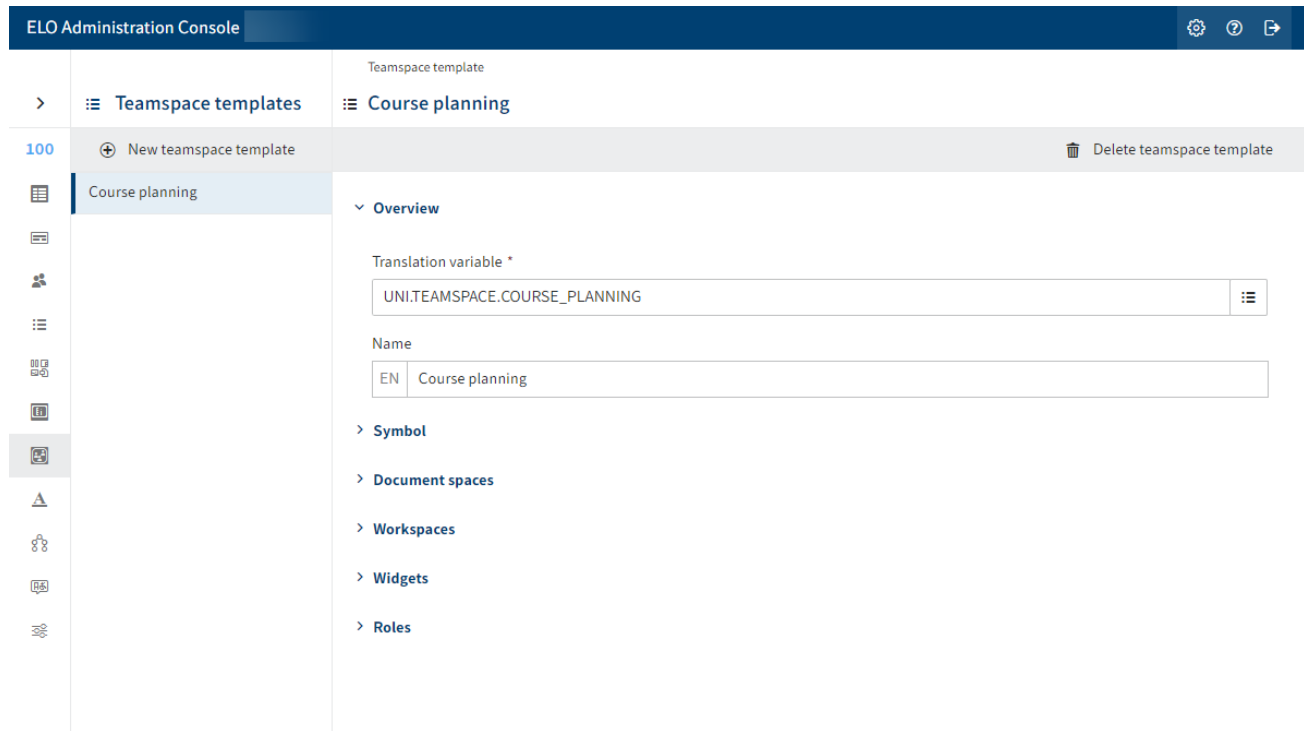 ELO Administration Console
Teamspace template
Teamspace templates
Course planning
100
New teamspace template
Delete teamspace template
Course planning
Overview
Translation variable *
UNI.TEAMSPACE.COURSE_PLANNING
Name
EN Course planning
Symbol
Document spaces
Workspaces
Widgets
Roles